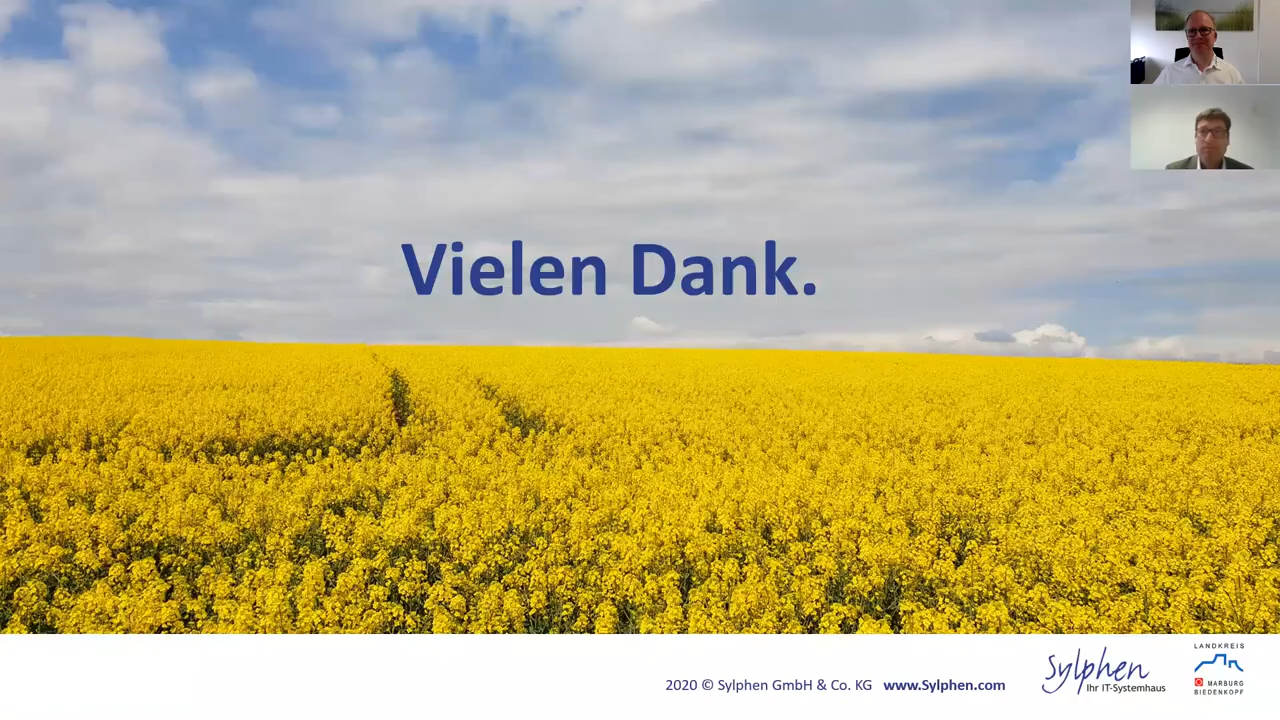 Vielen Dank.
2020 © Sylphen GmbH & Co. KG www.Sylphen.com
Sylphen
Ihr IT-Systemhaus
LANDKREIS
MARBURG
BIEDENKOPF